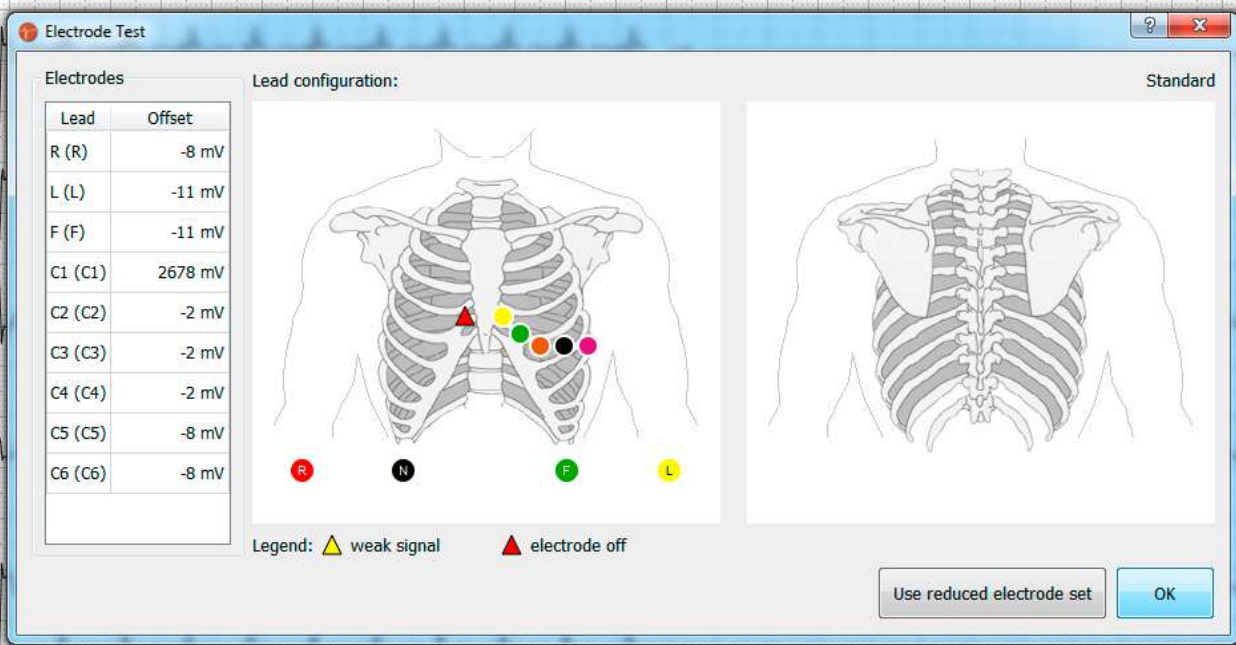 Electrode Test
?
X
Electrodes
Lead Offset
R (R) -8 mV
L (L) -11 mV
F (F) -11 mV
C1 (C1) 2678 mV
C2 (C2) -2 mV
C3 (C3) -2 mV
C4 (C4) -2 mV
C5 (C5) -8 mV
C6 (C6) -8 mV
Lead configuration: Standard
R N F L
Legend: weak signal electrode off
Use reduced electrode set OK